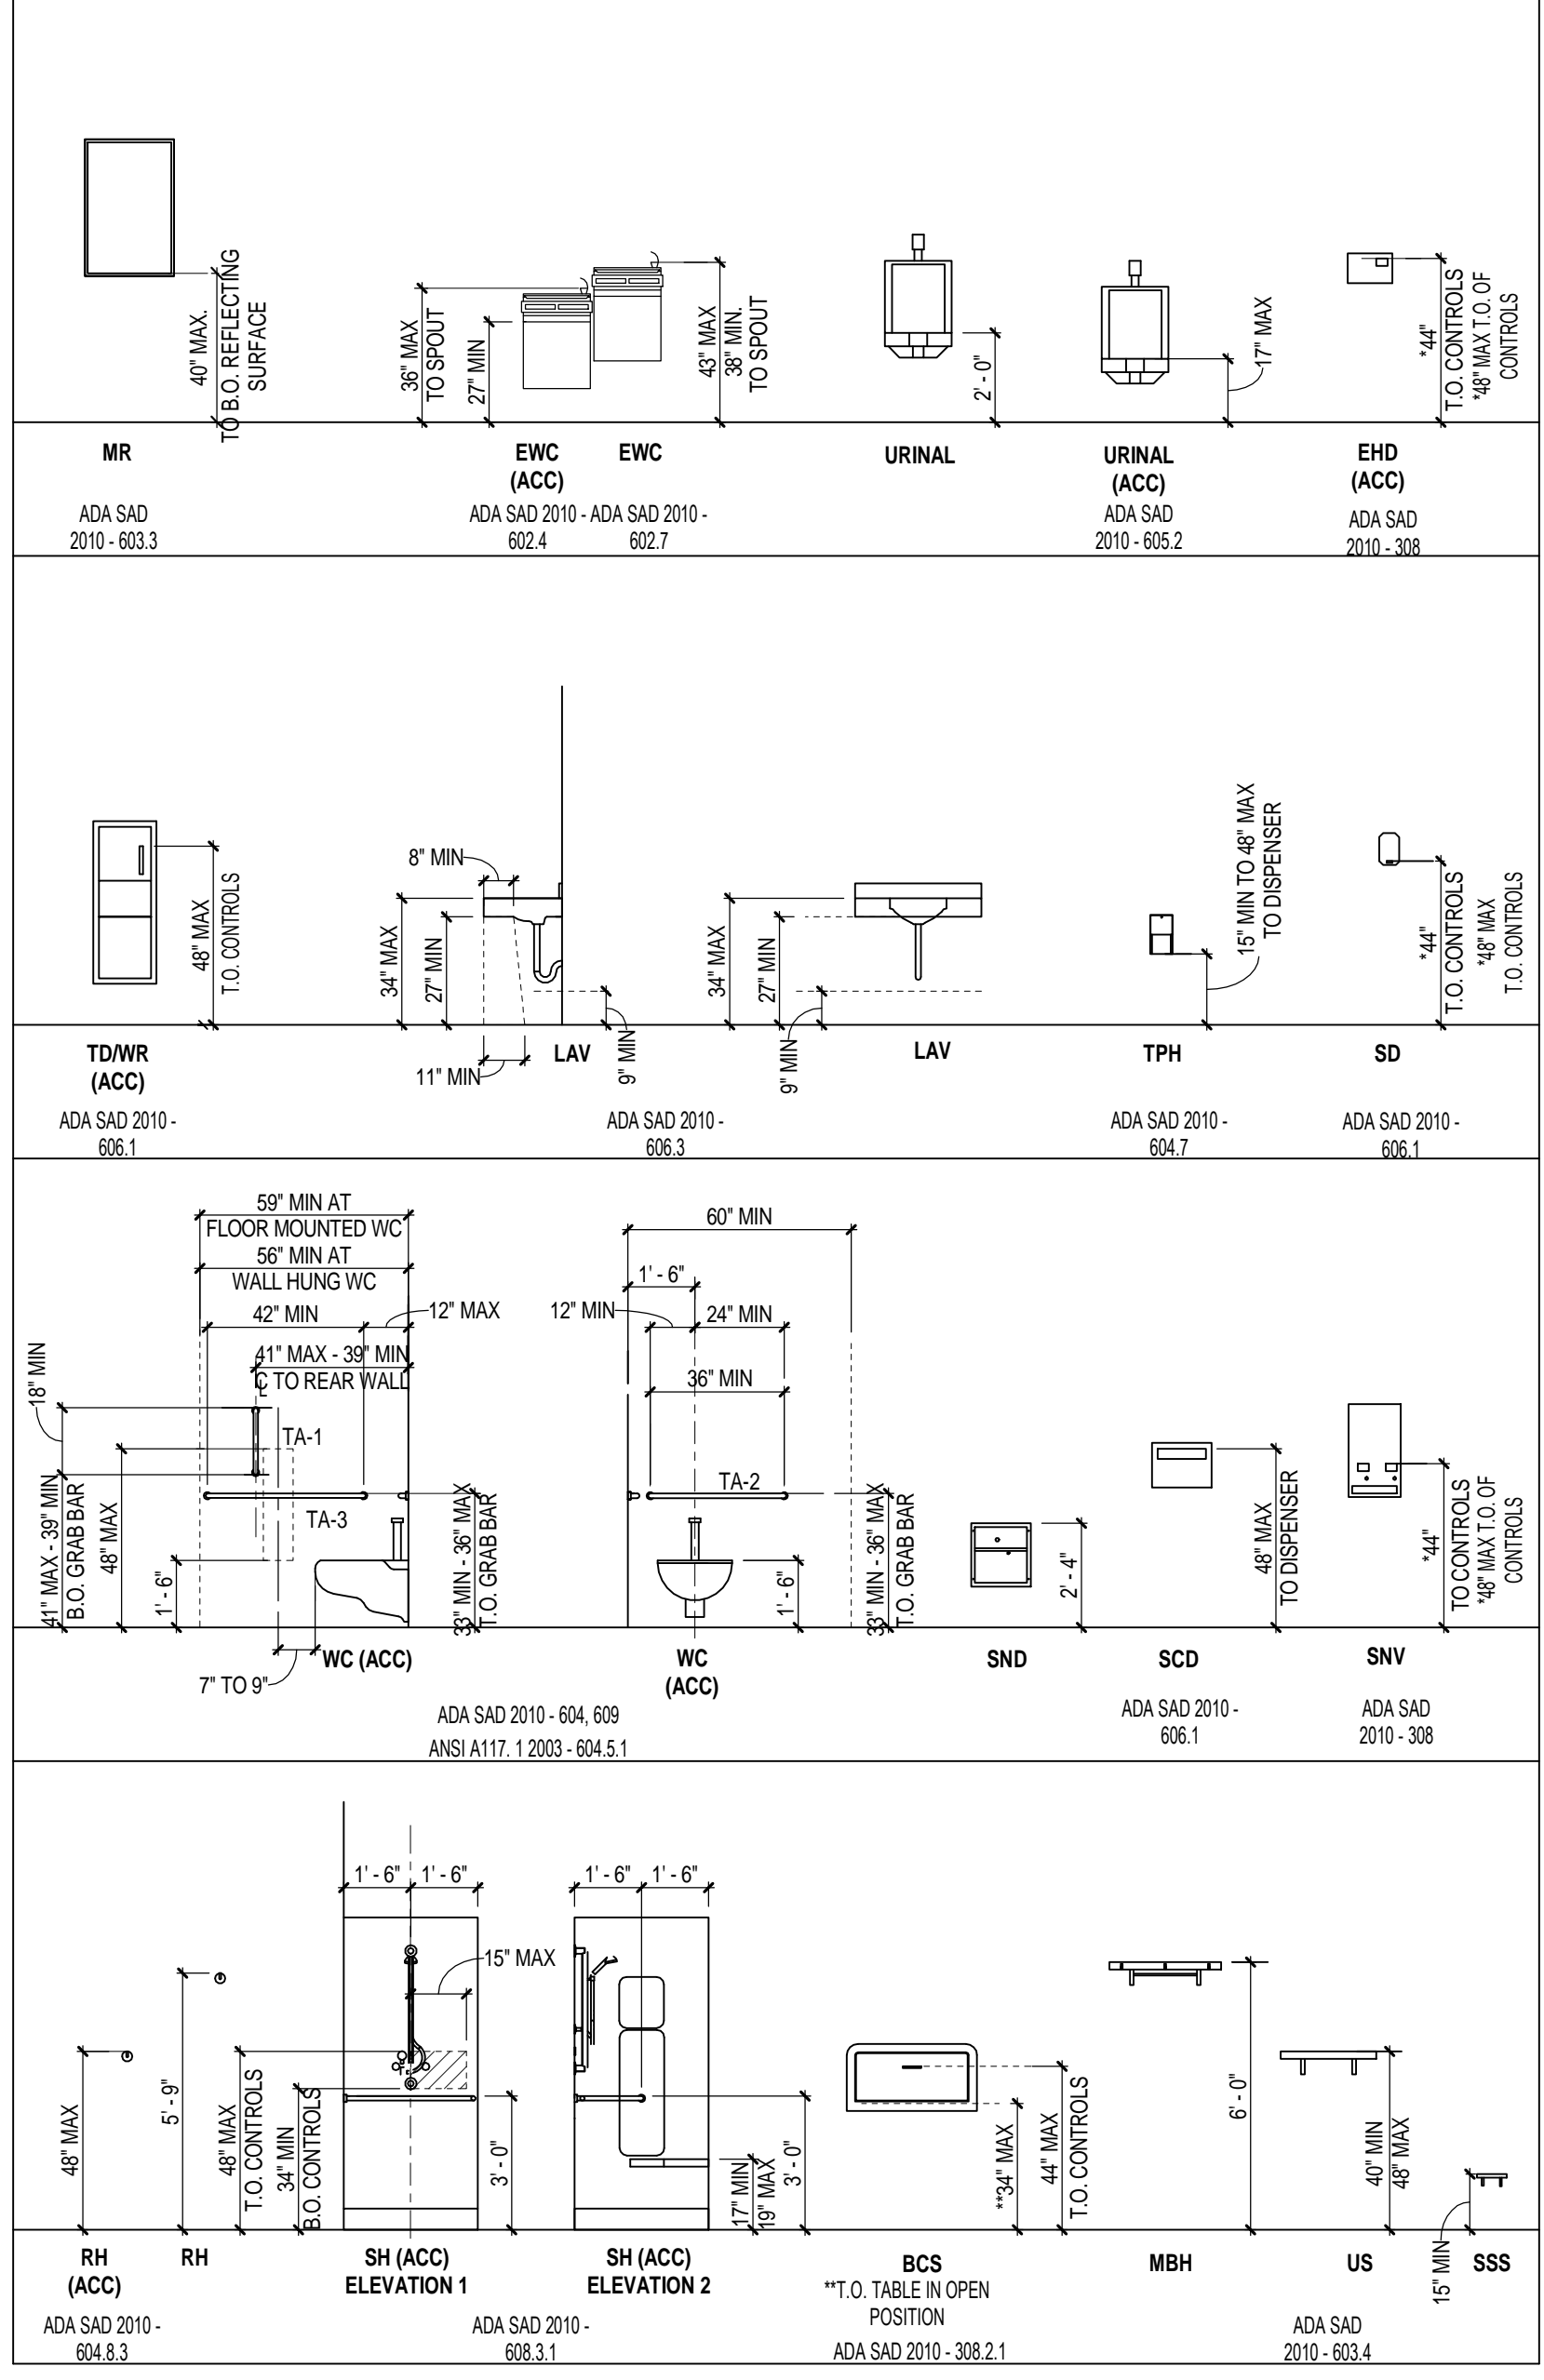 40" MAX.
TO B.O. REFLECTING
SURFACE
36" MAX
TO SPOUT
27" MIN
43" MAX
38" MIN.
TO SPOUT
2' - 0"
17" MAX
*44"
T.O. CONTROLS
*48" MAX T.O. OF
CONTROLS
MR
EWC
(ACC)
EWC
URINAL
URINAL
(ACC)
EHD
(ACC)
ADA SAD
2010 - 603.3
ADA SAD 2010 -
602.4
ADA SAD 2010 -
602.7
ADA SAD
2010 - 605.2
ADA SAD
2010 - 308
48" MAX
T.O. CONTROLS
8" MIN
34" MAX
27" MIN
11" MIN
9" MIN
34" MAX
27" MIN
9" MIN
15" MIN TO 48" MAX
TO DISPENSER
*44"
T.O. CONTROLS
*48" MAX
T.O. CONTROLS
TD/WR
(ACC)
LAV
LAV
TPH
SD
ADA SAD 2010 -
606.1
ADA SAD 2010 -
606.3
ADA SAD 2010 -
604.7
ADA SAD 2010 -
606.1
59" MIN AT
FLOOR MOUNTED WC
56" MIN AT
WALL HUNG WC
42" MIN
12" MAX
41" MAX - 39" MIN
CL TO REAR WALL
18" MIN
41" MAX - 39" MIN
B.O. GRAB BAR
48" MAX
1' - 6"
TA-1
TA-3
33" MIN - 36" MAX
T.O. GRAB BAR
7" TO 9"
60" MIN
1' - 6"
12" MIN
24" MIN
36" MIN
TA-2
1' - 6"
33" MIN - 36" MAX
T.O. GRAB BAR
2' - 4"
48" MAX
TO DISPENSER
*44"
TO CONTROLS
*48" MAX T.O. OF
CONTROLS
WC (ACC)
WC
(ACC)
SND
SCD
SNV
ADA SAD 2010 - 604, 609
ANSI A117. 1 2003 - 604.5.1
ADA SAD 2010 -
606.1
ADA SAD
2010 - 308
48" MAX
5' - 9"
48" MAX
T.O. CONTROLS
34" MIN
B.O. CONTROLS
1' - 6"
1' - 6"
15" MAX
3' - 0"
1' - 6"
1' - 6"
17" MIN
19" MAX
3' - 0"
**34" MAX
44" MAX
T.O. CONTROLS
6' - 0"
40" MIN
48" MAX
15" MIN
RH
(ACC)
RH
SH (ACC)
ELEVATION 1
SH (ACC)
ELEVATION 2
BCS
**T.O. TABLE IN OPEN
POSITION
MBH
US
SSS
ADA SAD 2010 -
604.8.3
ADA SAD 2010 -
608.3.1
ADA SAD 2010 - 308.2.1
ADA SAD
2010 - 603.4